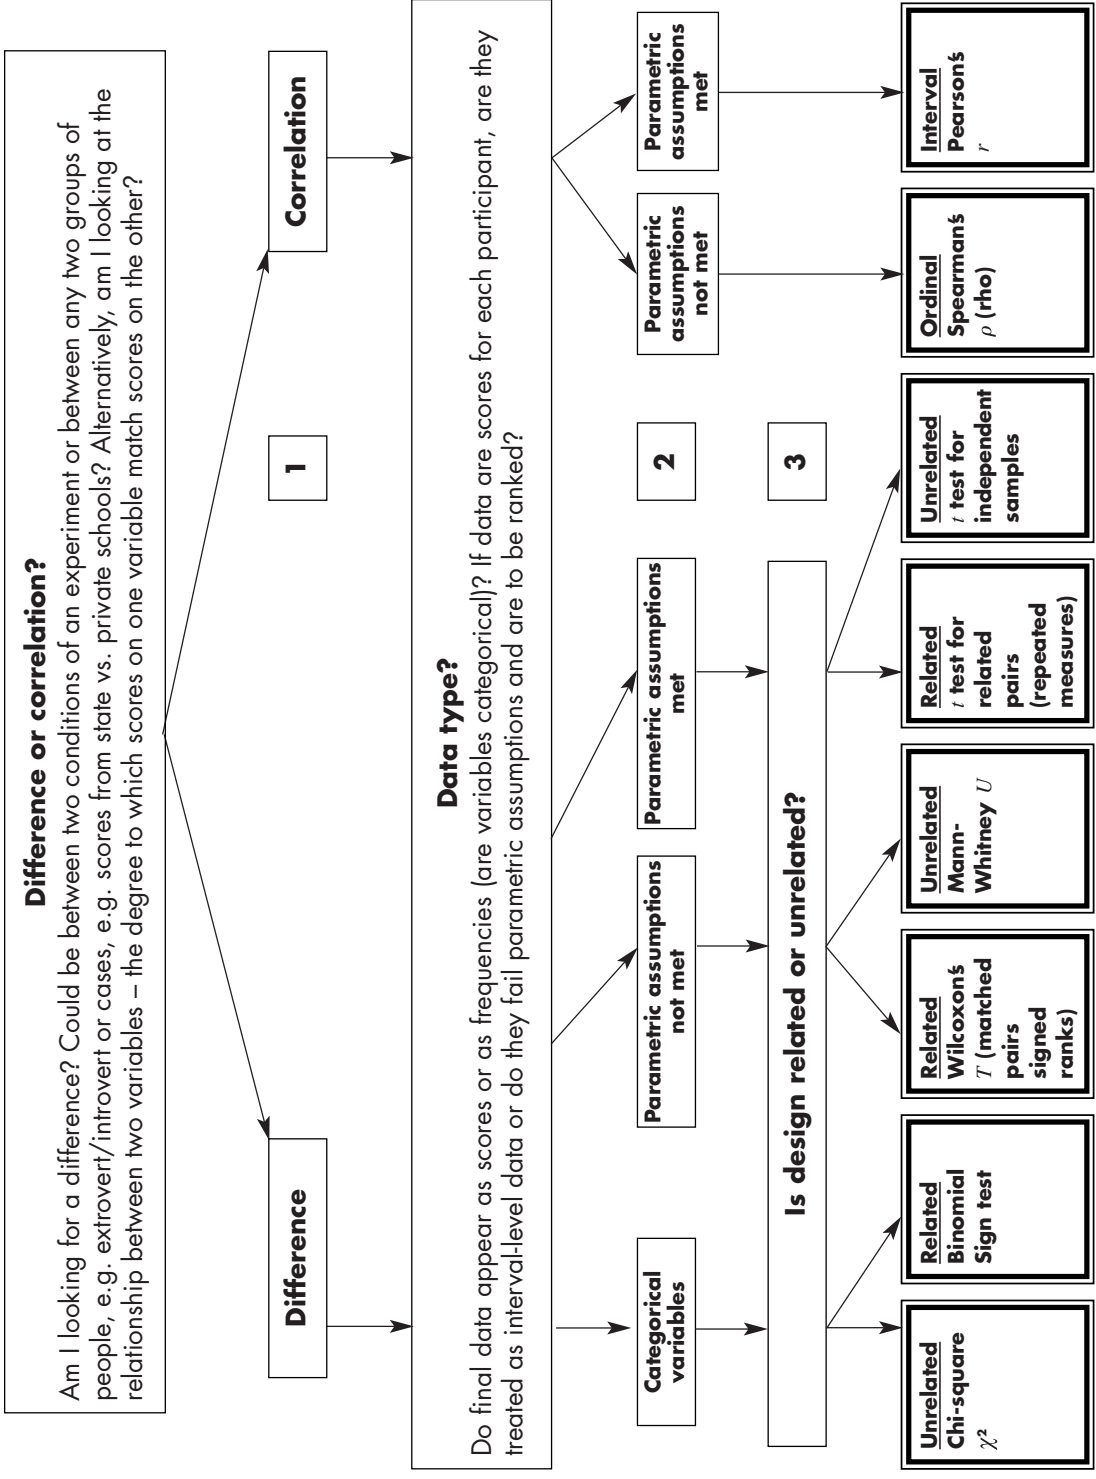 Difference or correlation?
Am I looking for a difference? Could be between two conditions of an experiment or between any two groups of
people, e.g. extrovert/introvert or cases, e.g. scores from state vs. private schools? Alternatively, am I looking at the
relationship between two variables – the degree to which scores on one variable match scores on the other?
Difference
1
Correlation
Data type?
Do final data appear as scores or as frequencies (are variables categorical)? If data are scores for each participant, are they
treated as interval-level data or do they fail parametric assumptions and are to be ranked?
Categorical
variables
Parametric assumptions
not met
Parametric assumptions
met
2
Parametric
assumptions
not met
Parametric
assumptions
met
Is design related or unrelated?
3
Unrelated
Chi-square
χ²
Related
Binomial
Sign test
Related
Wilcoxon's
T (matched
pairs
signed
ranks)
Unrelated
Mann-
Whitney U
Related
t test for
related
pairs
(repeated
measures)
Unrelated
t test for
independent
samples
Ordinal
Spearman's
ρ (rho)
Interval
Pearson's
r